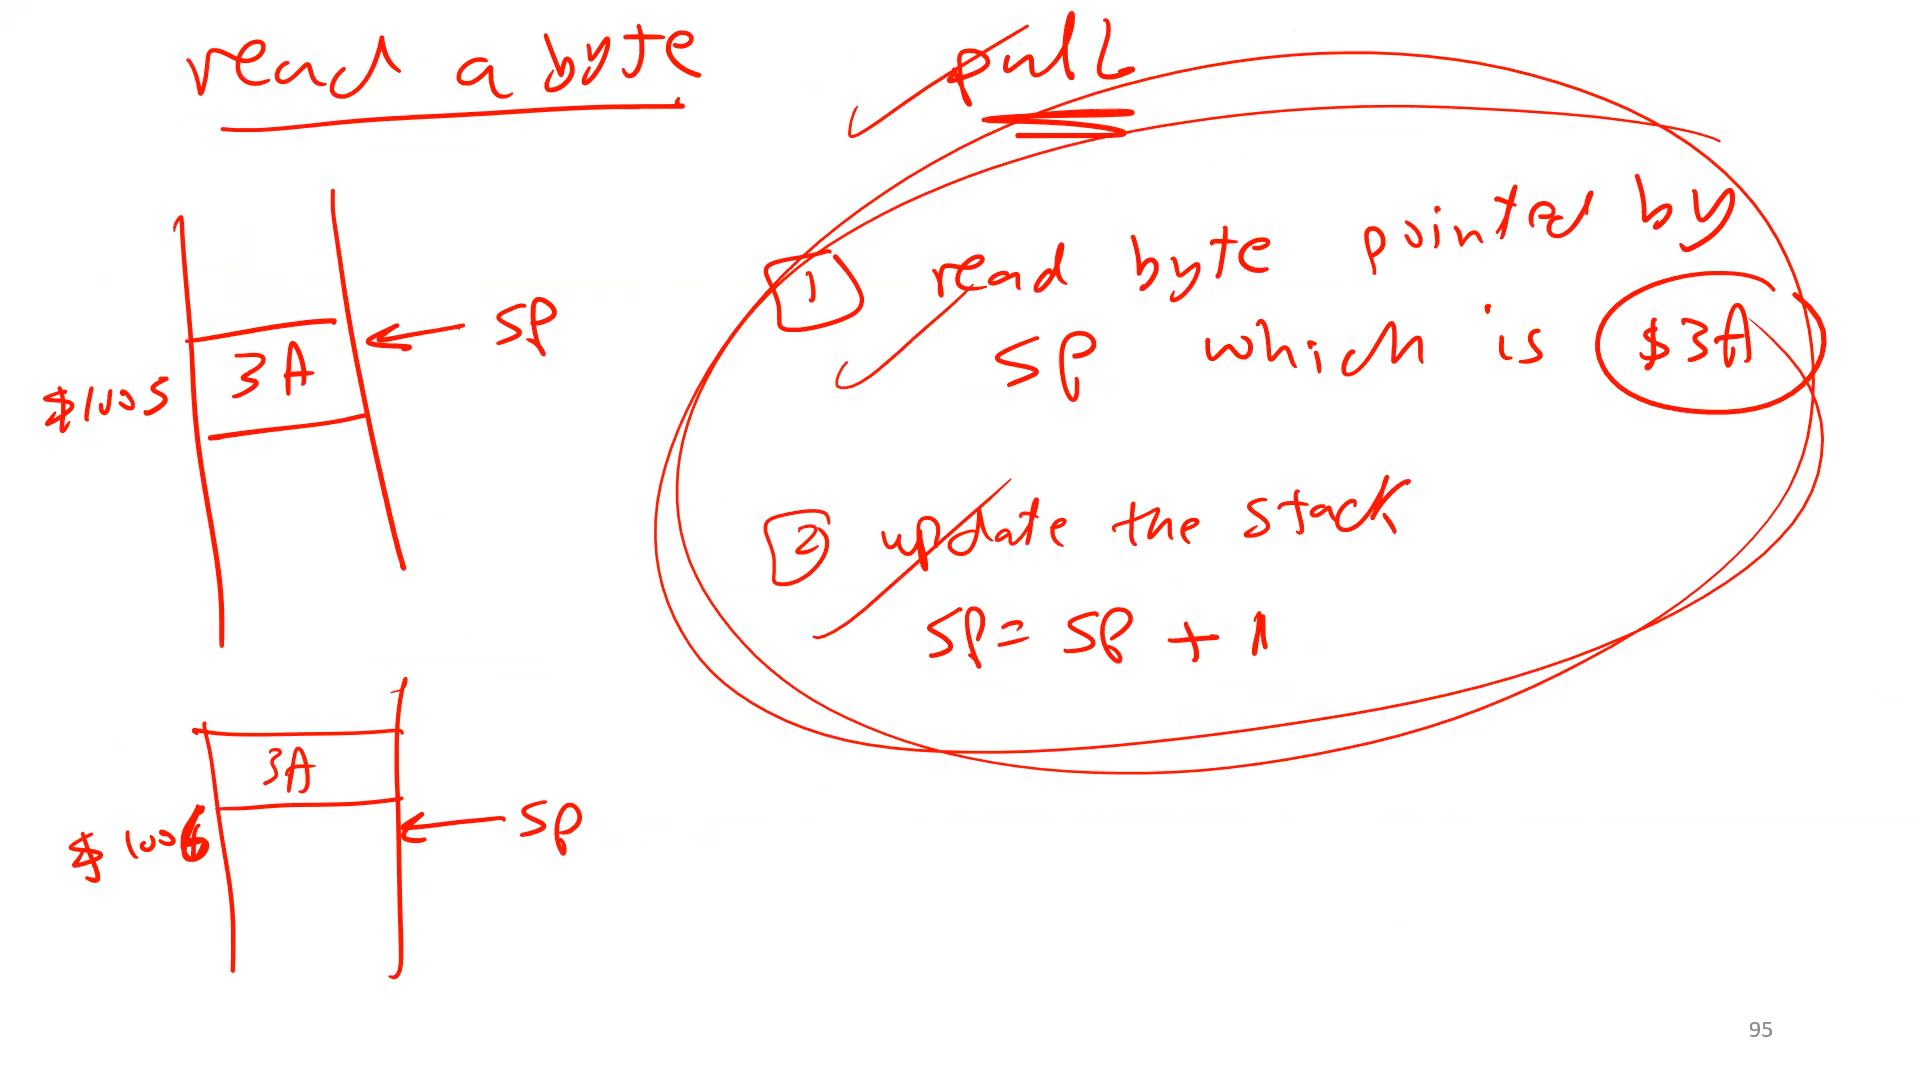 read a byte
pull
1 read byte pointed by
SP which is $3A
SP
3A
$1005
2 update the stack
SP = SP + 1
3A
SP
$1006
95